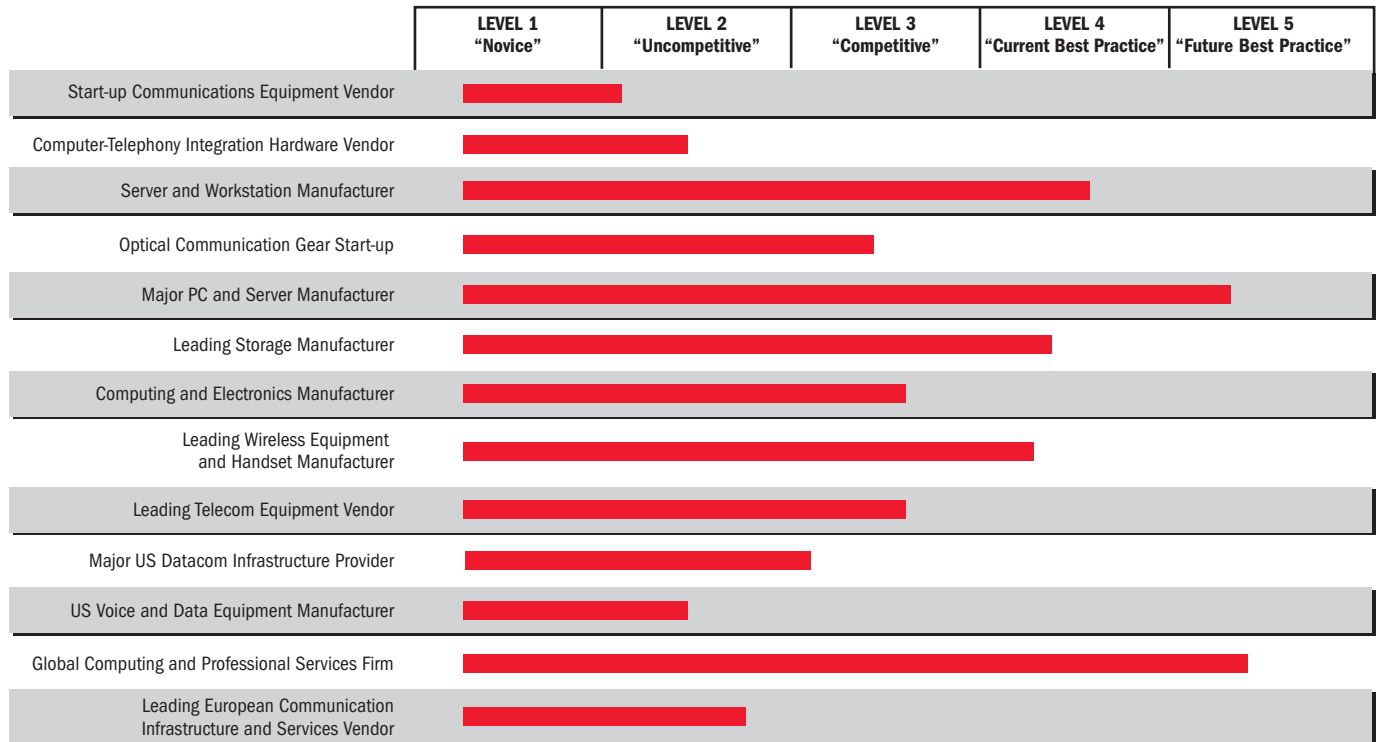 LEVEL 1 LEVEL 2 LEVEL 3 LEVEL 4 LEVEL 5
“Novice” “Uncompetitive” “Competitive” “Current Best Practice” “Future Best Practice”
Start-up Communications Equipment Vendor
Computer-Telephony Integration Hardware Vendor
Server and Workstation Manufacturer
Optical Communication Gear Start-up
Major PC and Server Manufacturer
Leading Storage Manufacturer
Computing and Electronics Manufacturer
Leading Wireless Equipment
and Handset Manufacturer
Leading Telecom Equipment Vendor
Major US Datacom Infrastructure Provider
US Voice and Data Equipment Manufacturer
Global Computing and Professional Services Firm
Leading European Communication
Infrastructure and Services Vendor